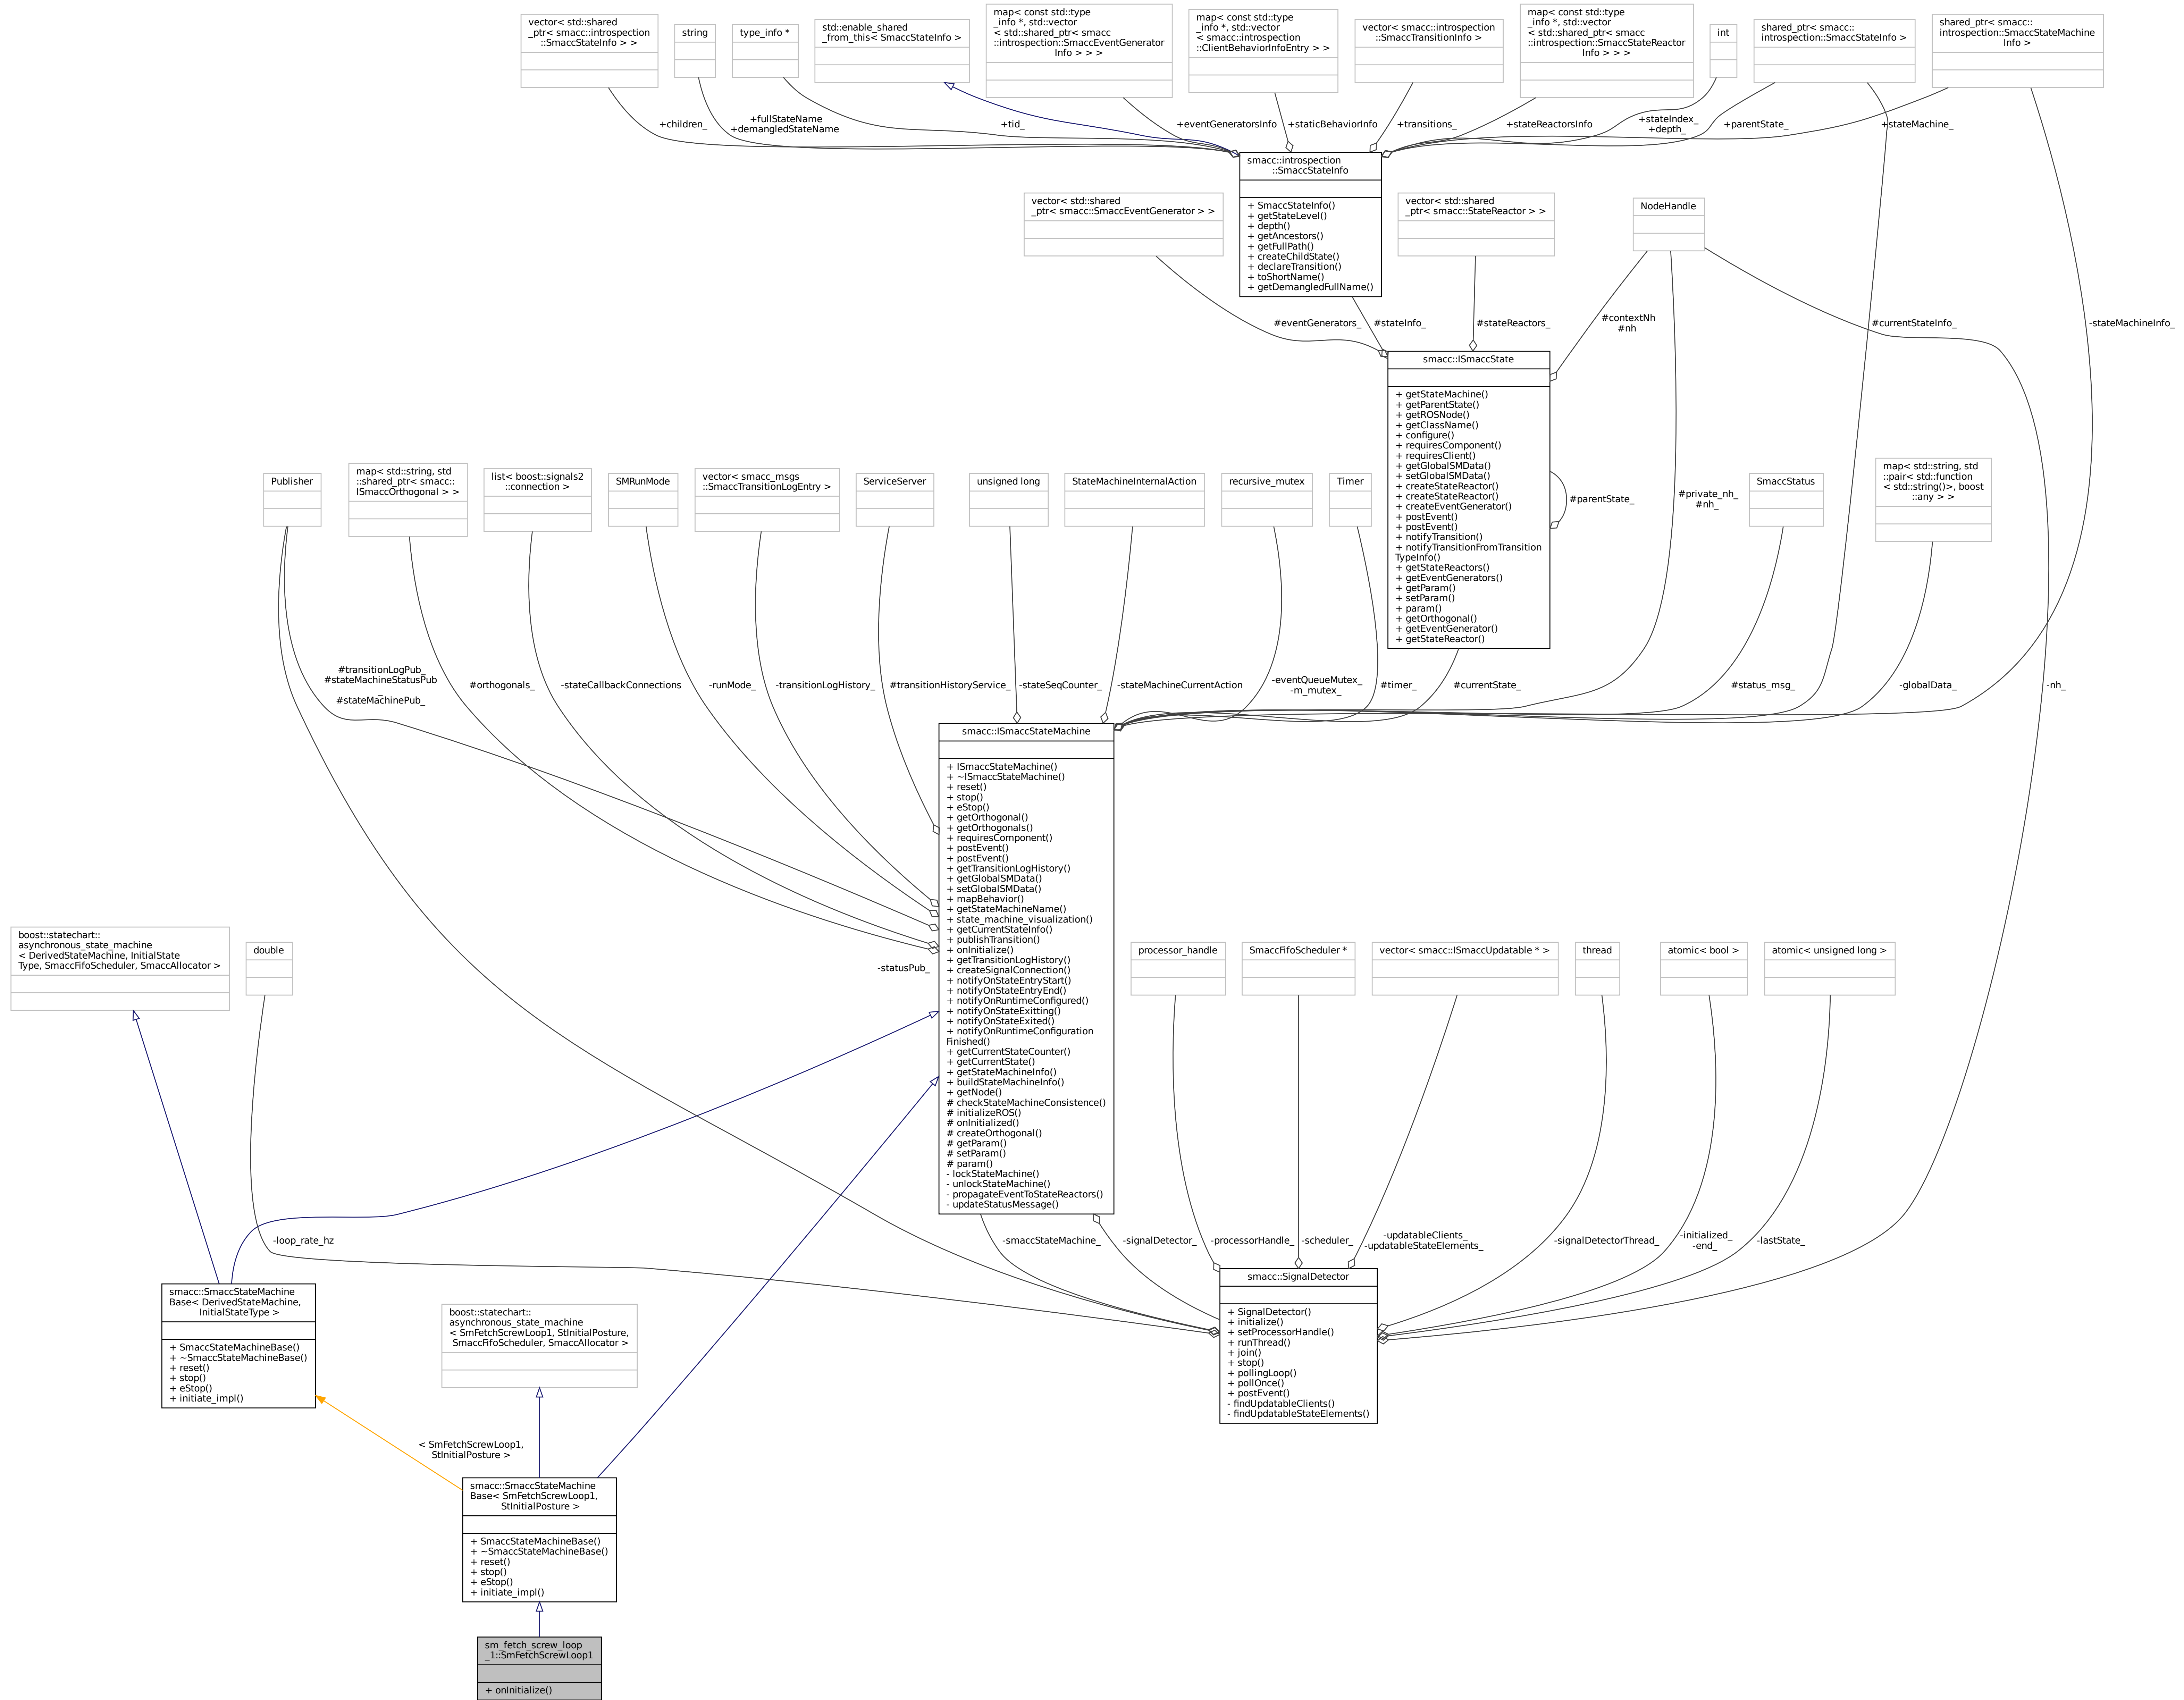 vector< std::shared
_ptr< smacc::introspection
::SmaccStateInfo > >
string
type_info *
std::enable_shared
_from_this< SmaccStateInfo >
map< const std::type
_info *, std::vector
< std::shared_ptr< smacc
::introspection::SmaccEventGenerator
Info > > >
map< const std::type
_info *, std::vector
< smacc::introspection
::ClientBehaviorInfoEntry > >
vector< smacc::introspection
::SmaccTransitionInfo >
map< const std::type
_info *, std::vector
< std::shared_ptr< smacc
::introspection::SmaccStateReactor
Info > > >
int
shared_ptr< smacc::
introspection::SmaccStateInfo >
shared_ptr< smacc::
introspection::SmaccStateMachine
Info >
+children_
+fullStateName
+demangledStateName
+tid_
+eventGeneratorsInfo
+staticBehaviorInfo
+transitions_
+stateReactorsInfo
+stateIndex_
+depth_
+parentState_
+stateMachine_
smacc::introspection
::SmaccStateInfo
+ SmaccStateInfo()
+ getStateLevel()
+ depth()
+ getAncestors()
+ getFullPath()
+ createChildState()
+ declareTransition()
+ toShortName()
+ getDemangledFullName()
vector< std::shared
_ptr< smacc::SmaccEventGenerator > >
vector< std::shared
_ptr< smacc::StateReactor > >
NodeHandle
#eventGenerators_
#stateInfo_
#stateReactors_
#contextNh
#nh
#currentStateInfo_
-stateMachineInfo_
smacc::ISmaccState
+ getStateMachine()
+ getParentState()
+ getROSNode()
+ getClassName()
+ configure()
+ requiresComponent()
+ requiresClient()
+ getGlobalSMData()
+ setGlobalSMData()
+ createStateReactor()
+ createStateReactor()
+ createEventGenerator()
+ postEvent()
+ postEvent()
+ notifyTransition()
+ notifyTransitionFromTransition
TypeInfo()
+ getStateReactors()
+ getEventGenerators()
+ getParam()
+ setParam()
+ param()
+ getOrthogonal()
+ getEventGenerator()
+ getStateReactor()
#parentState_
Publisher
map< std::string, std
::shared_ptr< smacc::
ISmaccOrthogonal > >
list< boost::signals2
::connection >
SMRunMode
vector< smacc_msgs
::SmaccTransitionLogEntry >
ServiceServer
unsigned long
StateMachineInternalAction
recursive_mutex
Timer
#private_nh_
#nh_
SmaccStatus
map< std::string, std
::pair< std::function
< std::string()>, boost
::any > >
#transitionLogPub_
#stateMachineStatusPub
_
#stateMachinePub_
#orthogonals_
-stateCallbackConnections
-runMode_
-transitionLogHistory_
#transitionHistoryService_
-stateSeqCounter_
-stateMachineCurrentAction
-eventQueueMutex_
-m_mutex_
#timer_
#currentState_
#status_msg_
-globalData_
-nh_
smacc::ISmaccStateMachine
+ ISmaccStateMachine()
+ ~ISmaccStateMachine()
+ reset()
+ stop()
+ eStop()
+ getOrthogonal()
+ getOrthogonals()
+ requiresComponent()
+ postEvent()
+ postEvent()
+ getTransitionLogHistory()
+ getGlobalSMData()
+ setGlobalSMData()
+ mapBehavior()
+ getStateMachineName()
+ state_machine_visualization()
+ getCurrentStateInfo()
+ publishTransition()
+ onInitialize()
+ getTransitionLogHistory()
+ createSignalConnection()
+ notifyOnStateEntryStart()
+ notifyOnStateEntryEnd()
+ notifyOnRuntimeConfigured()
+ notifyOnStateExitting()
+ notifyOnStateExited()
+ notifyOnRuntimeConfiguration
Finished()
+ getCurrentStateCounter()
+ getCurrentState()
+ getStateMachineInfo()
+ buildStateMachineInfo()
+ getNode()
# checkStateMachineConsistence()
# initializeROS()
# onInitialized()
# createOrthogonal()
# getParam()
# setParam()
# param()
- lockStateMachine()
- unlockStateMachine()
- propagateEventToStateReactors()
- updateStatusMessage()
boost::statechart::
asynchronous_state_machine
< DerivedStateMachine, InitialState
Type, SmaccFifoScheduler, SmaccAllocator >
double
-statusPub_
processor_handle
SmaccFifoScheduler *
vector< smacc::ISmaccUpdatable * >
thread
atomic< bool >
atomic< unsigned long >
-loop_rate_hz
-smaccStateMachine_
-signalDetector_
-processorHandle_
-scheduler_
-updatableClients_
-updatableStateElements_
-signalDetectorThread_
-initialized_
-end_
-lastState_
smacc::SignalDetector
+ SignalDetector()
+ initialize()
+ setProcessorHandle()
+ runThread()
+ join()
+ stop()
+ pollingLoop()
+ pollOnce()
+ postEvent()
- findUpdatableClients()
- findUpdatableStateElements()
smacc::SmaccStateMachine
Base< DerivedStateMachine,
InitialStateType >
+ SmaccStateMachineBase()
+ ~SmaccStateMachineBase()
+ reset()
+ stop()
+ eStop()
+ initiate_impl()
boost::statechart::
asynchronous_state_machine
< SmFetchScrewLoop1, StInitialPosture,
SmaccFifoScheduler, SmaccAllocator >
< SmFetchScrewLoop1,
StInitialPosture >
smacc::SmaccStateMachine
Base< SmFetchScrewLoop1,
StInitialPosture >
+ SmaccStateMachineBase()
+ ~SmaccStateMachineBase()
+ reset()
+ stop()
+ eStop()
+ initiate_impl()
sm_fetch_screw_loop
_1::SmFetchScrewLoop1
+ onInitialize()